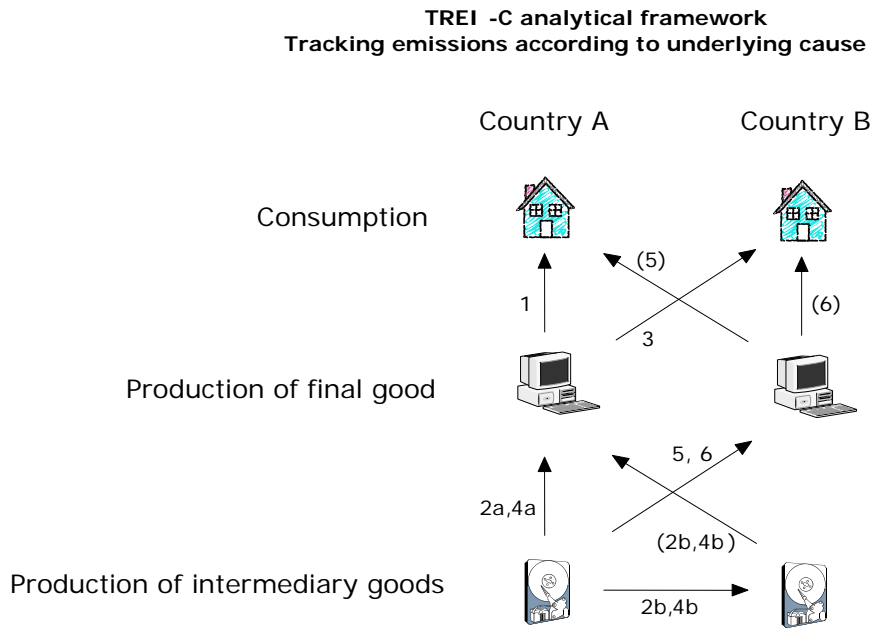 TREI -C analytical framework
Tracking emissions according to underlying cause
Country A Country B
Consumption
(5)
1 (6)
3
Production of final good
5, 6
2a,4a
(2b,4b)
Production of intermediary goods
2b,4b